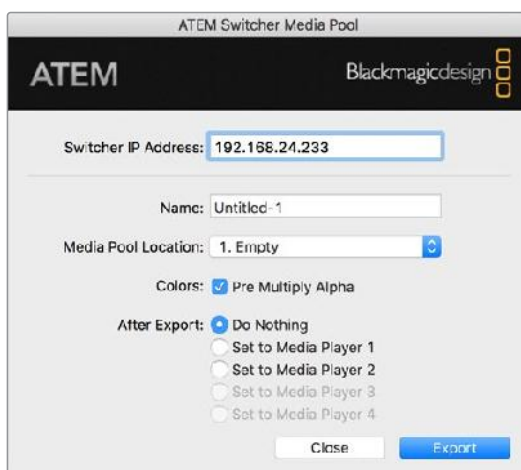 ATEM Switcher Media Pool
ATEM Blackmagicdesign
Switcher IP Address: 192.168.24.233
Name: Untitled-1
Media Pool Location: 1. Empty
Colors: Pre Multiply Alpha
After Export: Do Nothing
Set to Media Player 1
Set to Media Player 2
Set to Media Player 3
Set to Media Player 4
Close Export